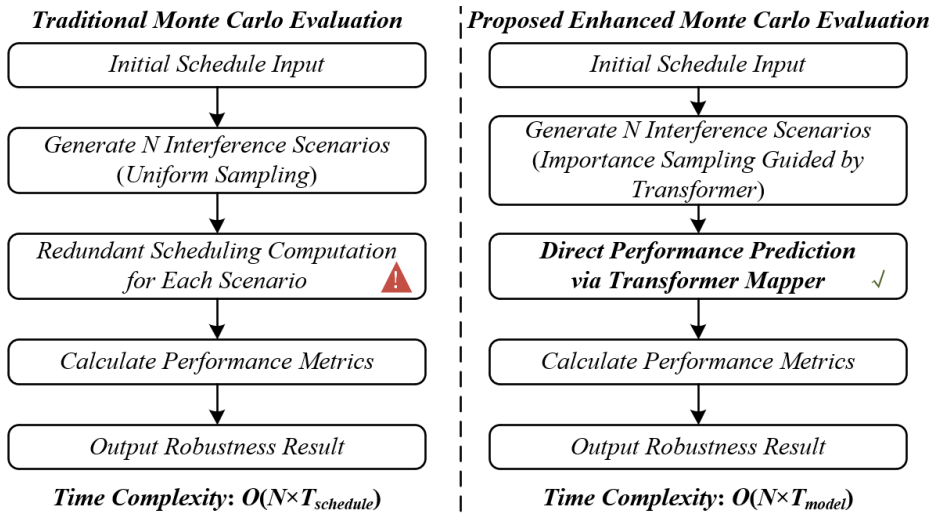 Traditional Monte Carlo Evaluation
Initial Schedule Input
Generate N Interference Scenarios
(Uniform Sampling)
Redundant Scheduling Computation
for Each Scenario
!
Calculate Performance Metrics
Output Robustness Result
Time Complexity: O(N×Tschedule)
Proposed Enhanced Monte Carlo Evaluation
Initial Schedule Input
Generate N Interference Scenarios
(Importance Sampling Guided by
Transformer)
Direct Performance Prediction
via Transformer Mapper
√
Calculate Performance Metrics
Output Robustness Result
Time Complexity: O(N×Tmodel)